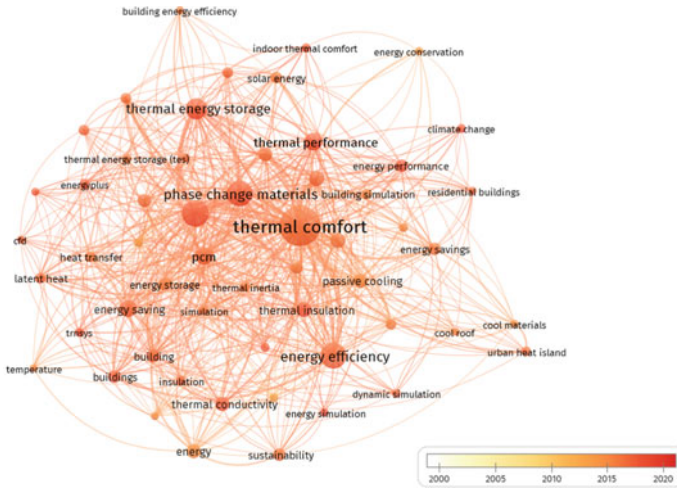 building energy efficiency
indoor thermal comfort
energy conservation
solar energy
thermal energy storage
thermal performance
climate change
thermal energy storage (tes)
energy performance
energyplus
phase change materials
building simulation
residential buildings
thermal comfort
cfd
heat transfer
pcm
energy savings
latent heat
energy storage
thermal inertia
passive cooling
energy saving
simulation
thermal insulation
cool materials
trnsys
cool roof
building
energy efficiency
urban heat island
temperature
buildings
insulation
dynamic simulation
thermal conductivity
energy simulation
energy
sustainability
2000 2005 2010 2015 2020